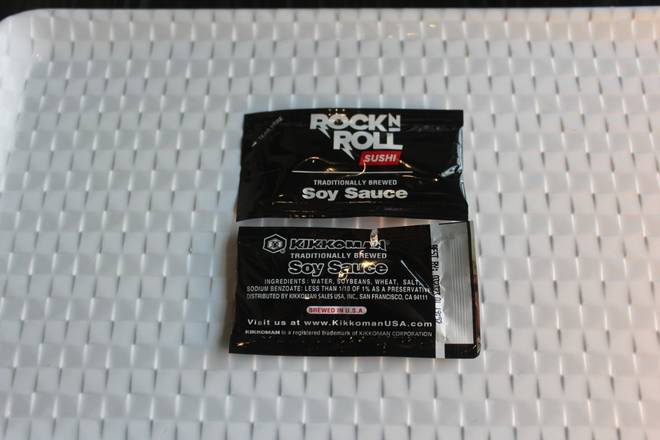 ROCK N
ROLL
SUSHI
TRADITIONALLY BREWED
Soy Sauce
KIKKOMAN
TRADITIONALLY BREWED
Soy Sauce
INGREDIENTS: WATER, SOYBEANS, WHEAT, SALT,
SODIUM BENZOATE: LESS THAN 1/10 OF 1% AS A PRESERVATIVE
DISTRIBUTED BY KIKKOMAN SALES USA, INC., SAN FRANCISCO, CA 94111
BREWED IN U.S.A.
Visit us at www.KikkomanUSA.com
KIKKOMAN is a registered trademark of KIKKOMAN CORPORATION
BEST BY: